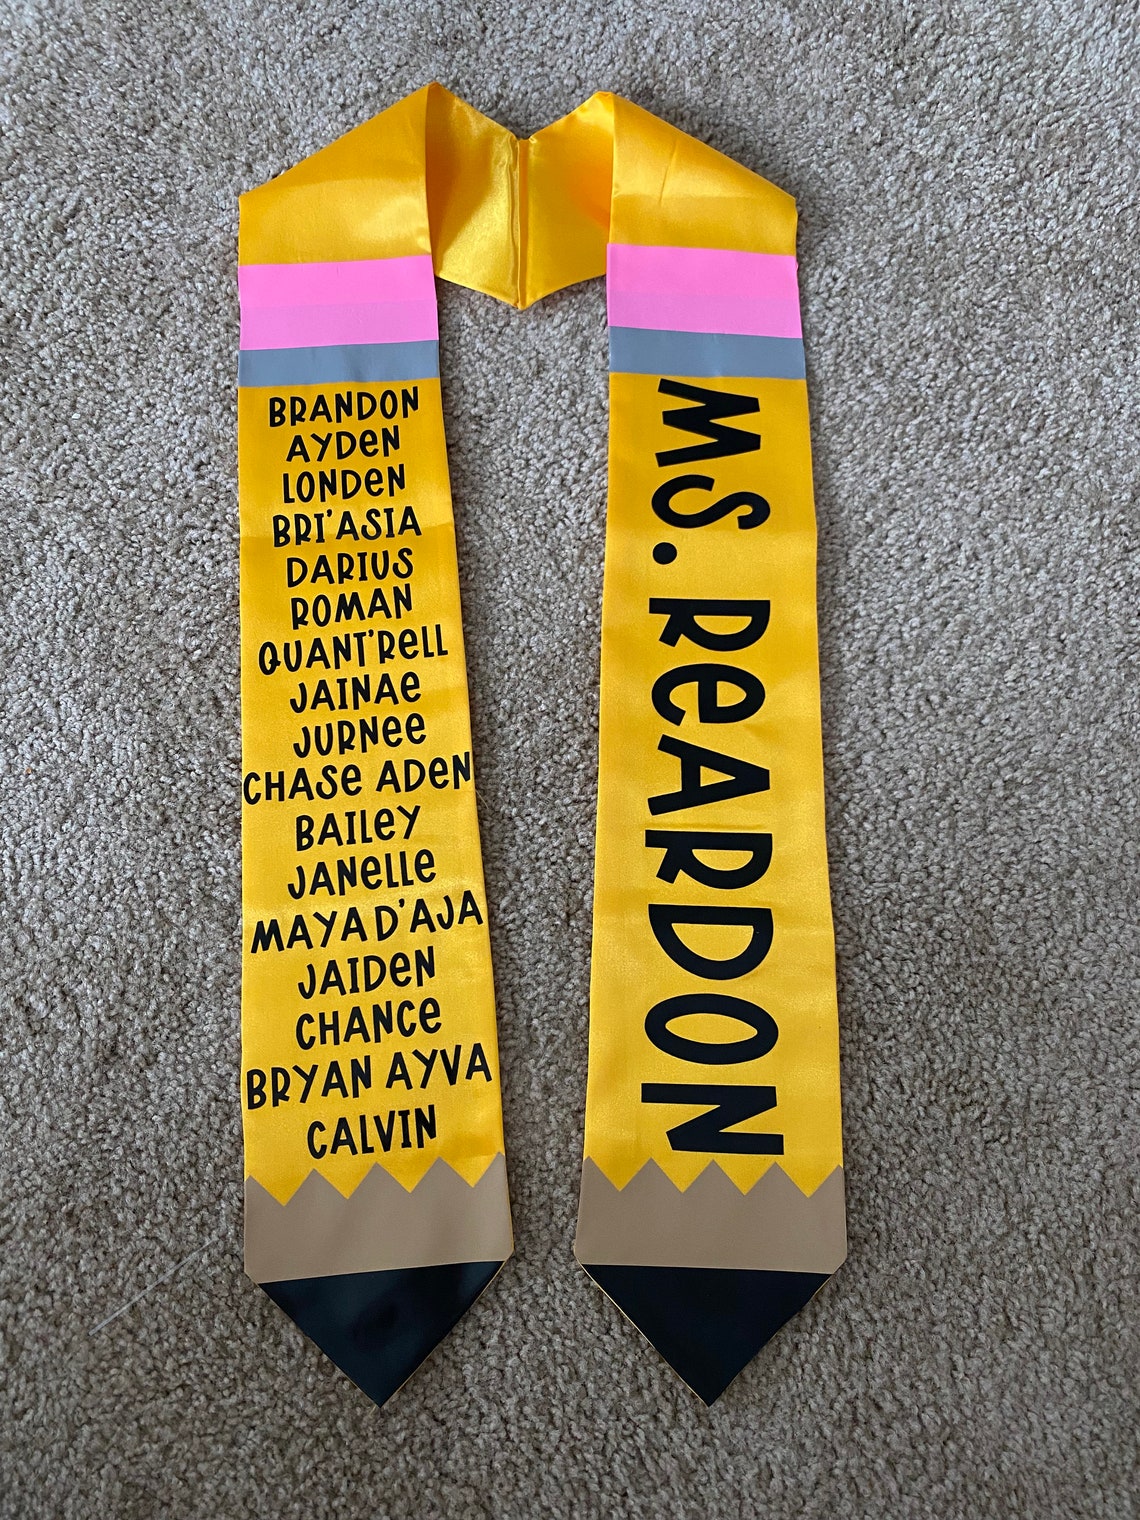 BRANDON
AYDeN
LONDeN
BRI'ASIA
DARIUS
ROMAN
QUANT'Rell
JAINAe
JURNee
CHASe ADeN
BAILeY
JANelle
MAYA D'AJA
JAIDeN
CHANCe
BRYAN AYVA
CALVIN
MS. ReARDON